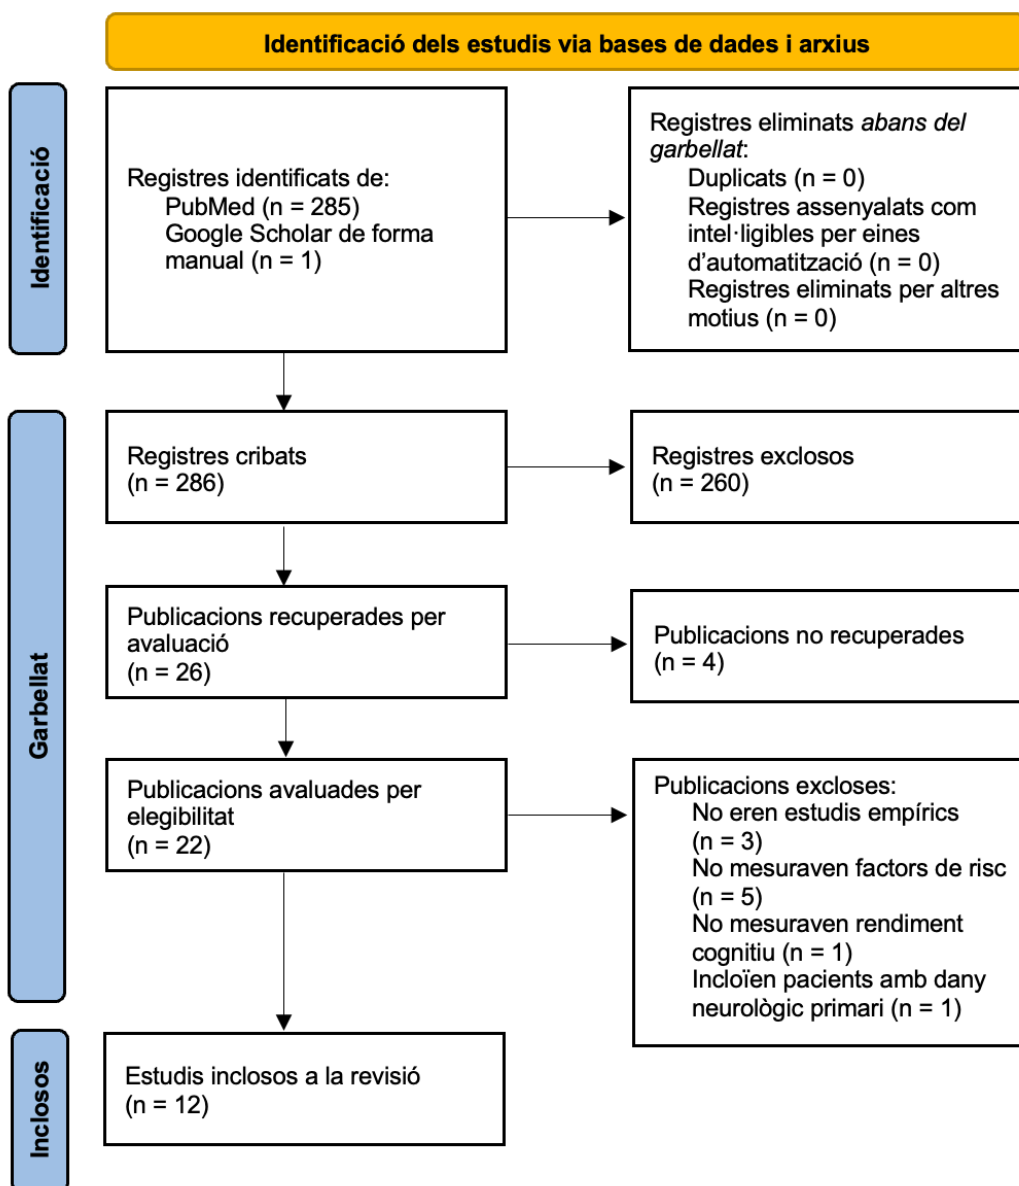 Identificació dels estudis via bases de dades i arxius
Identificació
Registres identificats de:
PubMed (n = 285)
Google Scholar de forma
manual (n = 1)
Registres eliminats abans del
garbellat:
Duplicats (n = 0)
Registres assenyalats com
intel·ligibles per eines
d'automatització (n = 0)
Registres eliminats per altres
motius (n = 0)
Garbellat
Registres cribats
(n = 286)
Registres exclosos
(n = 260)
Publicacions recuperades per
avaluació
(n = 26)
Publicacions no recuperades
(n = 4)
Publicacions avaluades per
elegibilitat
(n = 22)
Publicacions excloses:
No eren estudis empírics
(n = 3)
No mesuraven factors de risc
(n = 5)
No mesuraven rendiment
cognitiu (n = 1)
Incloïen pacients amb dany
neurològic primari (n = 1)
Inclosos
Estudis inclosos a la revisió
(n = 12)